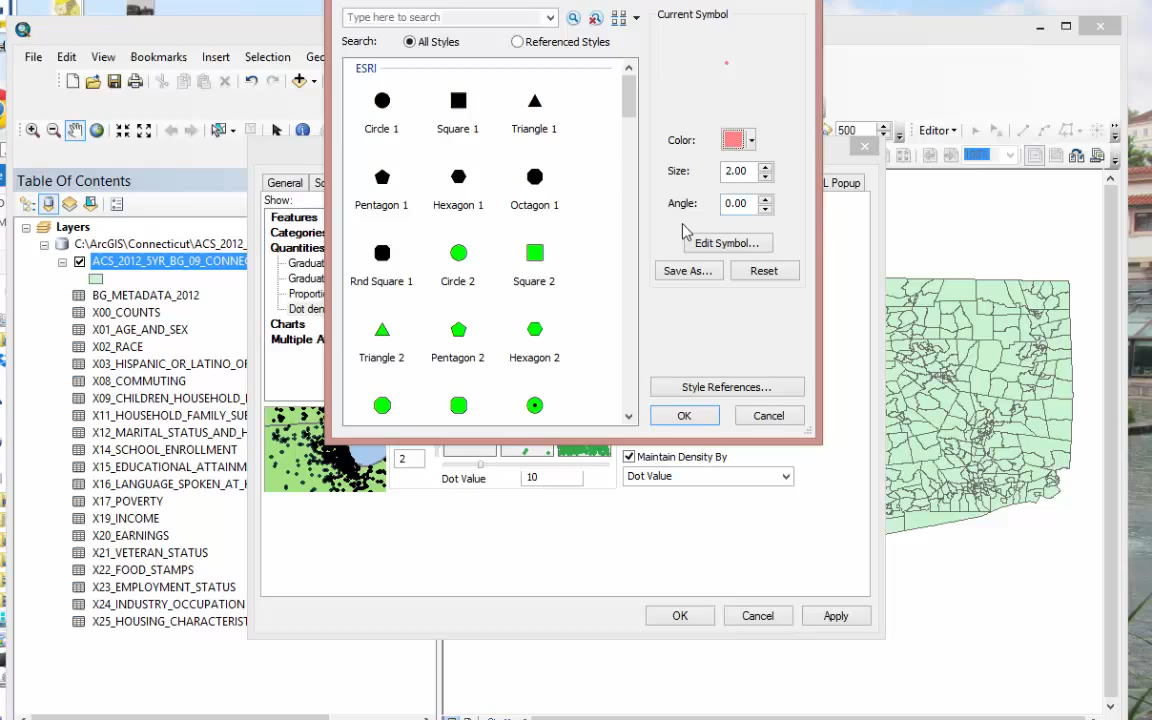 Type here to search
Current Symbol
Search:
All Styles
Referenced Styles
File
Edit
View
Bookmarks
Insert
Selection
ESRI
Circle 1
Square 1
Triangle 1
Color:
500
Editor
Size:
2.00
100%
Table Of Contents
General
Popup
Pentagon 1
Hexagon 1
Octagon 1
Angle:
0.00
Show:
Features
Layers
Edit Symbol...
C:\ArcGIS\Connecticut\ACS_2012_
Quantities
ACS_2012_5YR_BG_09_CONNEC
Save As...
Reset
Rnd Square 1
Circle 2
Square 2
BG_METADATA_2012
X00_COUNTS
Charts
X01_AGE_AND_SEX
Multiple A
X02_RACE
Triangle 2
Pentagon 2
Hexagon 2
X03_HISPANIC_OR_LATINO_OF
X08_COMMUTING
Style References...
X09_CHILDREN_HOUSEHOLD_
X11_HOUSEHOLD_FAMILY_SUE
OK
Cancel
X12_MARITAL_STATUS_AND_H
X14_SCHOOL_ENROLLMENT
2
Maintain Density By
X15_EDUCATIONAL_ATTAINM
Dot Value
10
Dot Value
X16_LANGUAGE_SPOKEN_AT_H
X17_POVERTY
X19_INCOME
X20_EARNINGS
X21_VETERAN_STATUS
X22_FOOD_STAMPS
X23_EMPLOYMENT_STATUS
X24_INDUSTRY_OCCUPATION
X25_HOUSING_CHARACTERIST
OK
Cancel
Apply